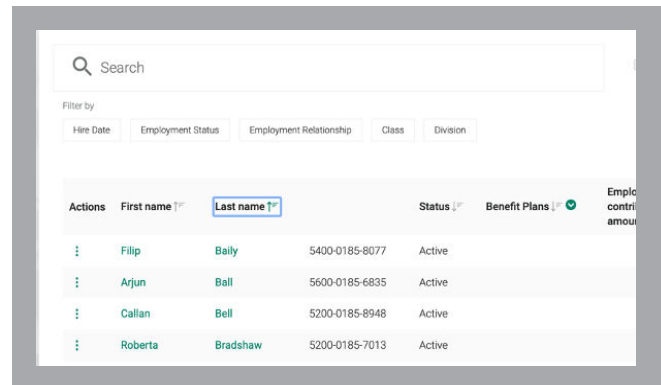 Search
Filter by
Hire Date Employment Status Employment Relationship Class Division
Actions First name Last name Status Benefit Plans
Filip Baily 5400-0185-8077 Active
Arjun Ball 5600-0185-6835 Active
Callan Bell 5200-0185-8948 Active
Roberta Bradshaw 5200-0185-7013 Active